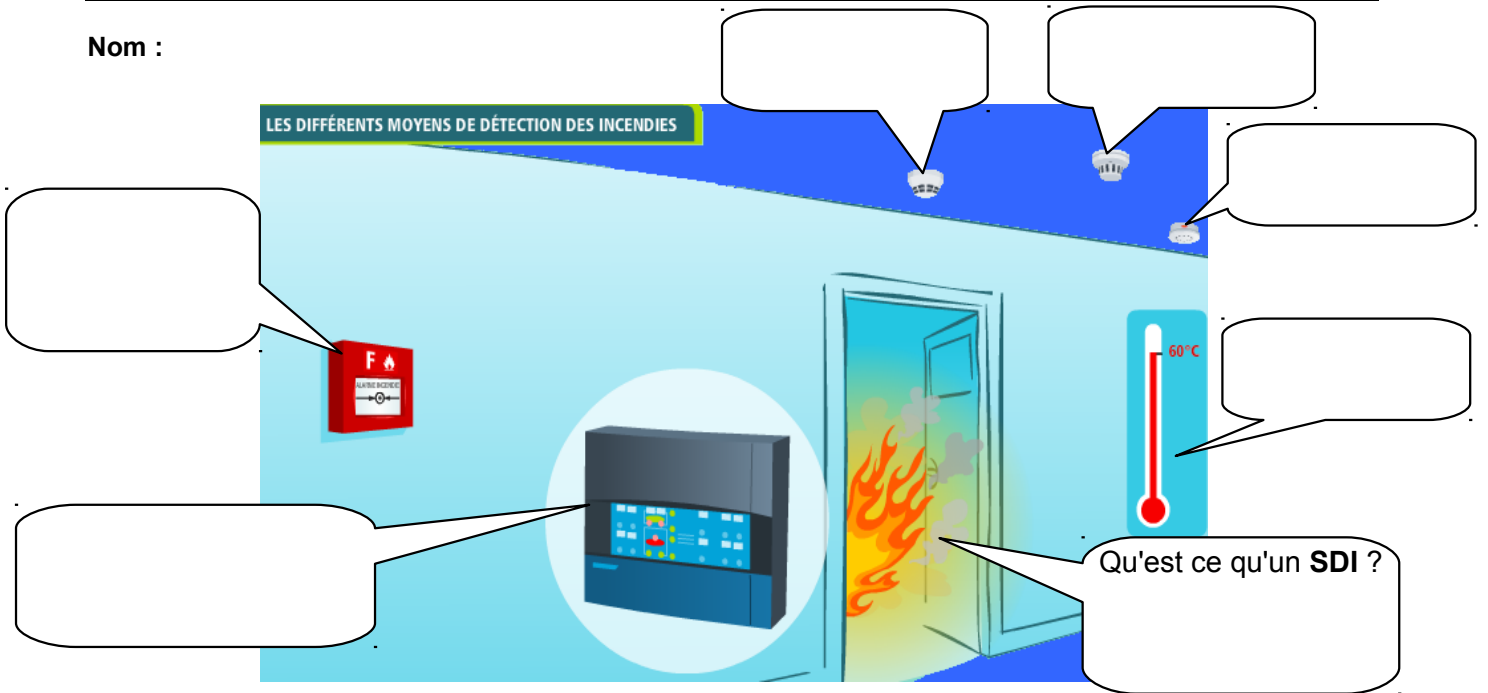 Nom :
LES DIFFÉRENTS MOYENS DE DÉTECTION DES INCENDIES
60°C
F
ALARME INCENDIE
Qu'est ce qu'un SDI ?